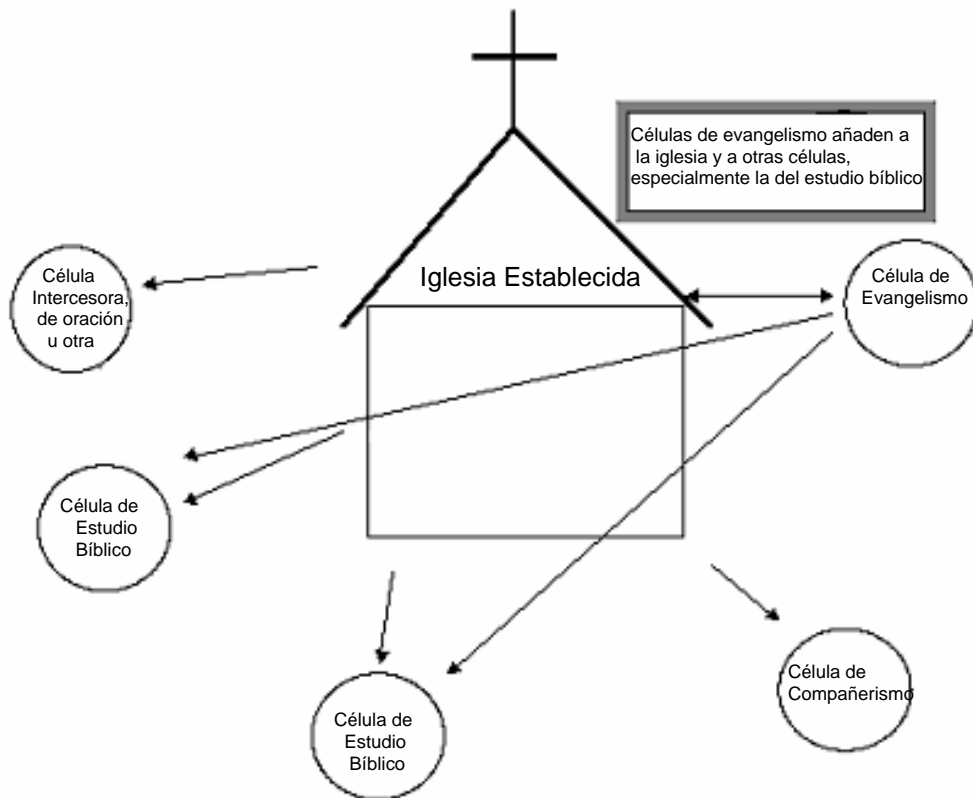 Células de evangelismo añaden a
la iglesia y a otras células,
especialmente la del estudio bíblico
Iglesia Establecida
Célula
Intercesora,
de oración
u otra
Célula de
Evangelismo
Célula de
Estudio
Bíblico
Célula de
Estudio
Bíblico
Célula de
Compañerismo